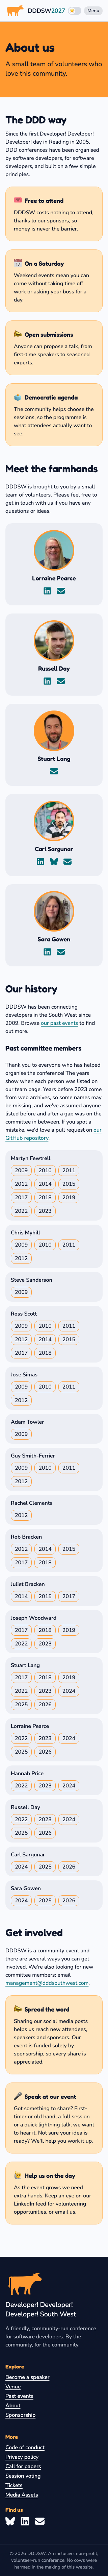 DDDSW2027
Menu
About us
A small team of volunteers who
love this community.
The DDD way
Since the first Developer! Developer!
Developer! day in Reading in 2005,
DDD events have been organised
by software developers, for software
developers, and built on a few simple
principles.
Free to attend
DDDSW costs nothing to attend,
thanks to our sponsors, so
money is never the barrier.
On a Saturday
Weekend events mean you can
come without taking time off
work or asking your boss for a
day.
Open submissions
Anyone can propose a talk, from
first-time speakers to seasoned
experts.
Democratic agenda
The community helps choose the
sessions, so the programme is
what attendees actually want to
see.
Meet the farmhands
DDDSW is brought to you by a small
team of volunteers. Please feel free to
get in touch with us if you have any
questions or ideas.
Lorraine Pearce
Russell Day
Stuart Lang
Carl Sargunar
Sara Gowen
Our history
DDDSW has been connecting
developers in the South West since
2009. Browse our past events to find
out more.
Past committee members
Thank you to everyone who has helped
organise the conference! The years
show when each person was listed on
our team page. Years before 2023 come
from web archives, so some names may
be missing, and we've assumed anyone
listed before and after a gap was on the
committee in between. If you spot a
mistake, we'd love a pull request on our
GitHub repository.
Martyn Fewtrell
2009 2010 2011
2012 2014 2015
2017 2018 2019
2022 2023
Chris Myhill
2009 2010 2011
2012
Steve Sanderson
2009
Ross Scott
2009 2010 2011
2012 2014 2015
2017 2018
Jose Simas
2009 2010 2011
2012
Adam Towler
2009
Guy Smith-Ferrier
2009 2010 2011
2012
Rachel Clements
2012
Rob Bracken
2012 2014 2015
2017 2018
Juliet Bracken
2014 2015 2017
Joseph Woodward
2017 2018 2019
2022 2023
Stuart Lang
2017 2018 2019
2022 2023 2024
2025 2026
Lorraine Pearce
2022 2023 2024
2025 2026
Hannah Price
2022 2023 2024
Russell Day
2022 2023 2024
2025 2026
Carl Sargunar
2024 2025 2026
Sara Gowen
2024 2025 2026
Get involved
DDDSW is a community event and
there are several ways you can get
involved. We're also looking for new
committee members: email
management@dddsouthwest.com.
Spread the word
Sharing our social media posts
helps us reach new attendees,
speakers and sponsors. Our
event is funded solely by
sponsorship, so every share is
appreciated.
Speak at our event
Got something to share? First-
timer or old hand, a full session
or a quick lightning talk, we want
to hear it. Not sure your idea is
ready? We'll help you work it up.
Help us on the day
As the event grows we need
extra hands. Keep an eye on our
LinkedIn feed for volunteering
opportunities, or email us.
Developer! Developer!
Developer! South West
A friendly, community-run conference
for software developers. By the
community, for the community.
Explore
Become a speaker
Venue
Past events
About
Sponsorship
More
Code of conduct
Privacy policy
Call for papers
Session voting
Tickets
Media Assets
Find us
© 2026 DDDSW. An inclusive, non-profit,
volunteer-run conference. No cows were
harmed in the making of this website.